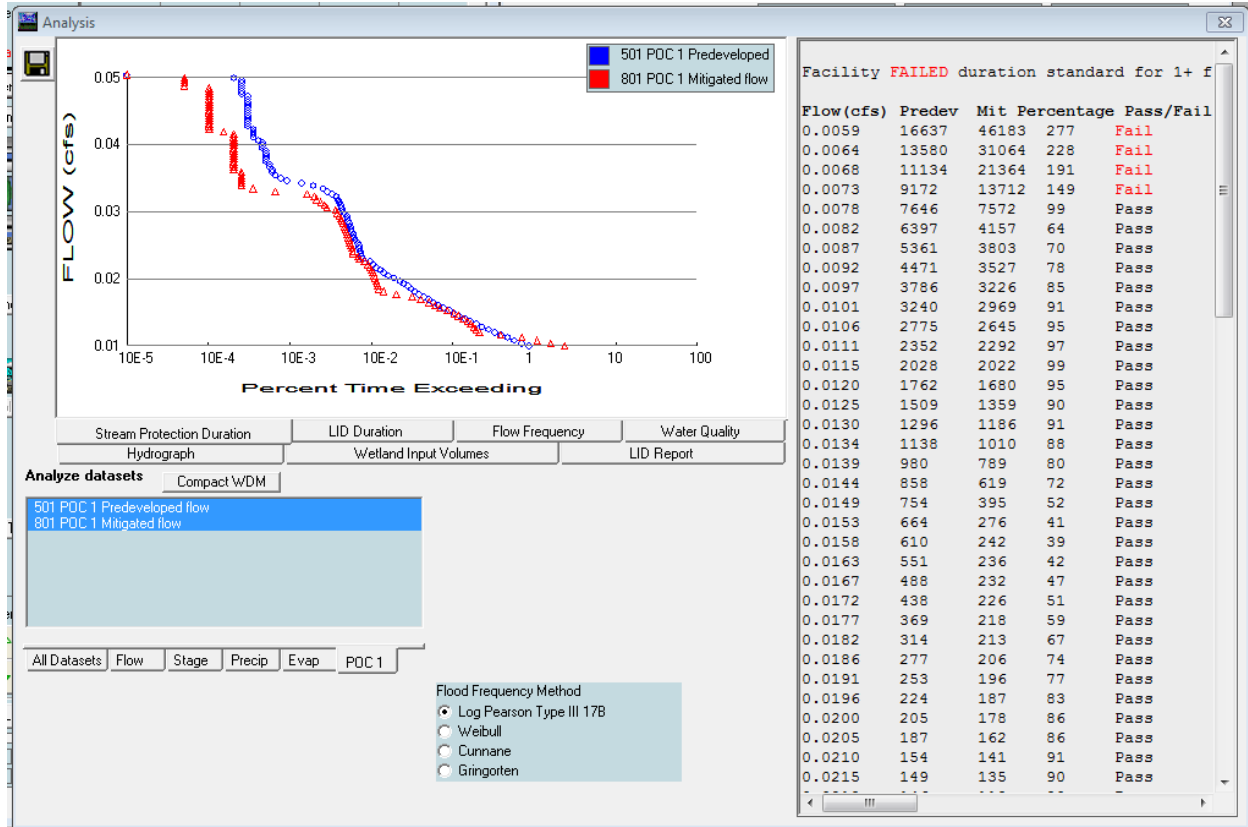 Analysis
501 POC 1 Predeveloped
801 POC 1 Mitigated flow
FLOW (cfs)
0.05
0.04
0.03
0.02
0.01
10E-5 10E-4 10E-3 10E-2 10E-1 1 10 100
Percent Time Exceeding
Stream Protection Duration LID Duration Flow Frequency Water Quality
Hydrograph Wetland Input Volumes LID Report
Analyze datasets Compact WDM
501 POC 1 Predeveloped flow
801 POC 1 Mitigated flow
All Datasets Flow Stage Precip Evap POC 1
Flood Frequency Method
Log Pearson Type III 17B
Weibull
Cunnane
Gringorten
Facility FAILED duration standard for 1+ f
Flow(cfs) Predev Mit Percentage Pass/Fail
0.0059 16637 46183 277 Fail
0.0064 13580 31064 228 Fail
0.0068 11134 21364 191 Fail
0.0073 9172 13712 149 Fail
0.0078 7646 7572 99 Pass
0.0082 6397 4157 64 Pass
0.0087 5361 3803 70 Pass
0.0092 4471 3527 78 Pass
0.0097 3786 3226 85 Pass
0.0101 3240 2969 91 Pass
0.0106 2775 2645 95 Pass
0.0111 2352 2292 97 Pass
0.0115 2028 2022 99 Pass
0.0120 1762 1680 95 Pass
0.0125 1509 1359 90 Pass
0.0130 1296 1186 91 Pass
0.0134 1138 1010 88 Pass
0.0139 980 789 80 Pass
0.0144 858 619 72 Pass
0.0149 754 395 52 Pass
0.0153 664 276 41 Pass
0.0158 610 242 39 Pass
0.0163 551 236 42 Pass
0.0167 488 232 47 Pass
0.0172 438 226 51 Pass
0.0177 369 218 59 Pass
0.0182 314 213 67 Pass
0.0186 277 206 74 Pass
0.0191 253 196 77 Pass
0.0196 224 187 83 Pass
0.0200 205 178 86 Pass
0.0205 187 162 86 Pass
0.0210 154 141 91 Pass
0.0215 149 135 90 Pass